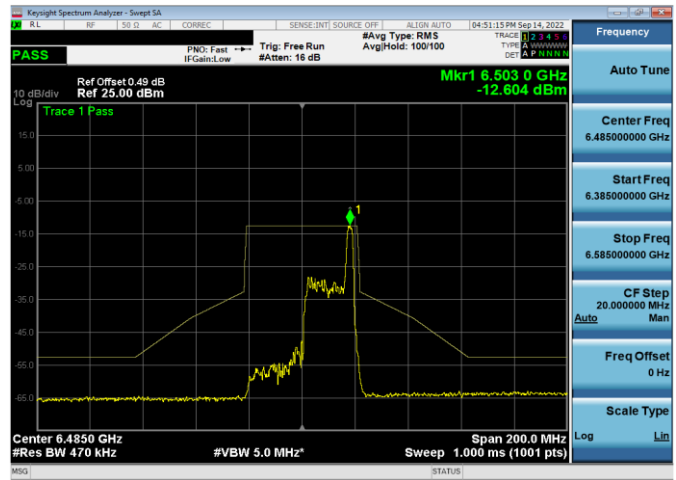 Keysight Spectrum Analyzer - Swept SA
RL RF 50 Ω AC CORREC SENSE:INT SOURCE OFF ALIGN AUTO 04:51:15 PM Sep 14, 2022
PASS
PNO: Fast
IFGain:Low
Trig: Free Run
#Atten: 16 dB
#Avg Type: RMS
Avg|Hold: 100/100
TRACE 1 2 3 4 5 6
TYPE A WWWWW
DET A P N N N N
Ref Offset 0.49 dB
10 dB/div Ref 25.00 dBm
Log
Mkr1 6.503 0 GHz
-12.604 dBm
Trace 1 Pass
15.0
5.00
-5.00
1
-15.0
-25.0
-35.0
-45.0
-55.0
-65.0
Center 6.4850 GHz Span 200.0 MHz
#Res BW 470 kHz #VBW 5.0 MHz* Sweep 1.000 ms (1001 pts)
MSG STATUS
Frequency
Auto Tune
Center Freq
6.485000000 GHz
Start Freq
6.385000000 GHz
Stop Freq
6.585000000 GHz
CF Step
20.000000 MHz
Auto Man
Freq Offset
0 Hz
Scale Type
Log Lin